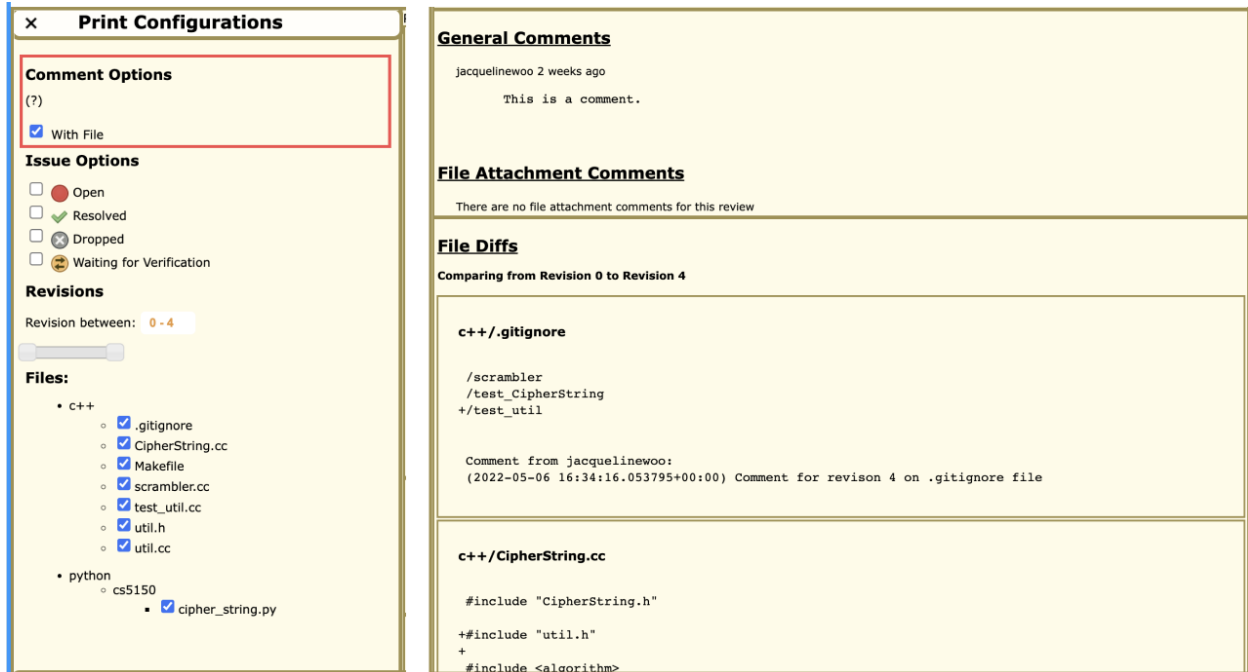 × Print Configurations
Comment Options
(?)
With File
Issue Options
Open
Resolved
Dropped
Waiting for Verification
Revisions
Revision between: 0 - 4
Files:
• c++
◦ .gitignore
◦ CipherString.cc
◦ Makefile
◦ scrambler.cc
◦ test_util.cc
◦ util.h
◦ util.cc
• python
◦ cs5150
▪ cipher_string.py
General Comments
jacquelinewoo 2 weeks ago
This is a comment.
File Attachment Comments
There are no file attachment comments for this review
File Diffs
Comparing from Revision 0 to Revision 4
c++/.gitignore
/scrambler
/test_CipherString
+/test_util
Comment from jacquelinewoo:
(2022-05-06 16:34:16.053795+00:00) Comment for revison 4 on .gitignore file
c++/CipherString.cc
#include "CipherString.h"
+#include "util.h"
+
#include <algorithm>